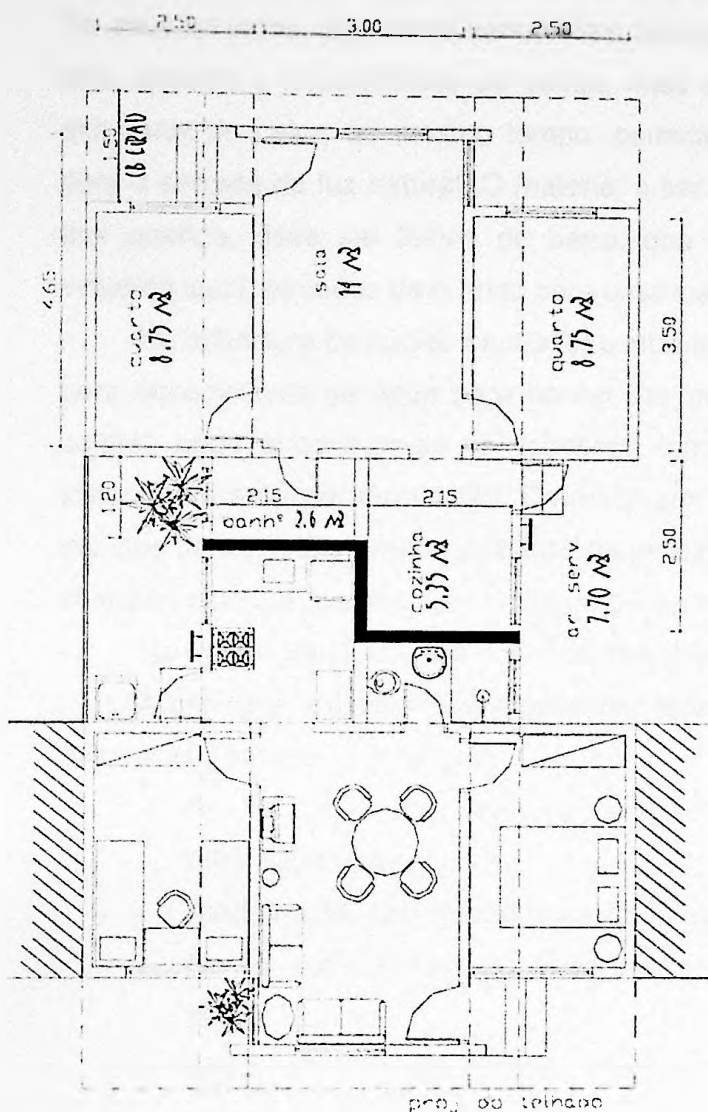 2.50
3.00
2.50
1.50
4.65
quarto
8.75 M2
sala
14 M2
quarto
8.75 M2
3.50
1.20
2.15
2.15
banhº 2.6 M2
cozinha
5,35 M2
ar serv
7.70 M2
2.50
proj do telhado